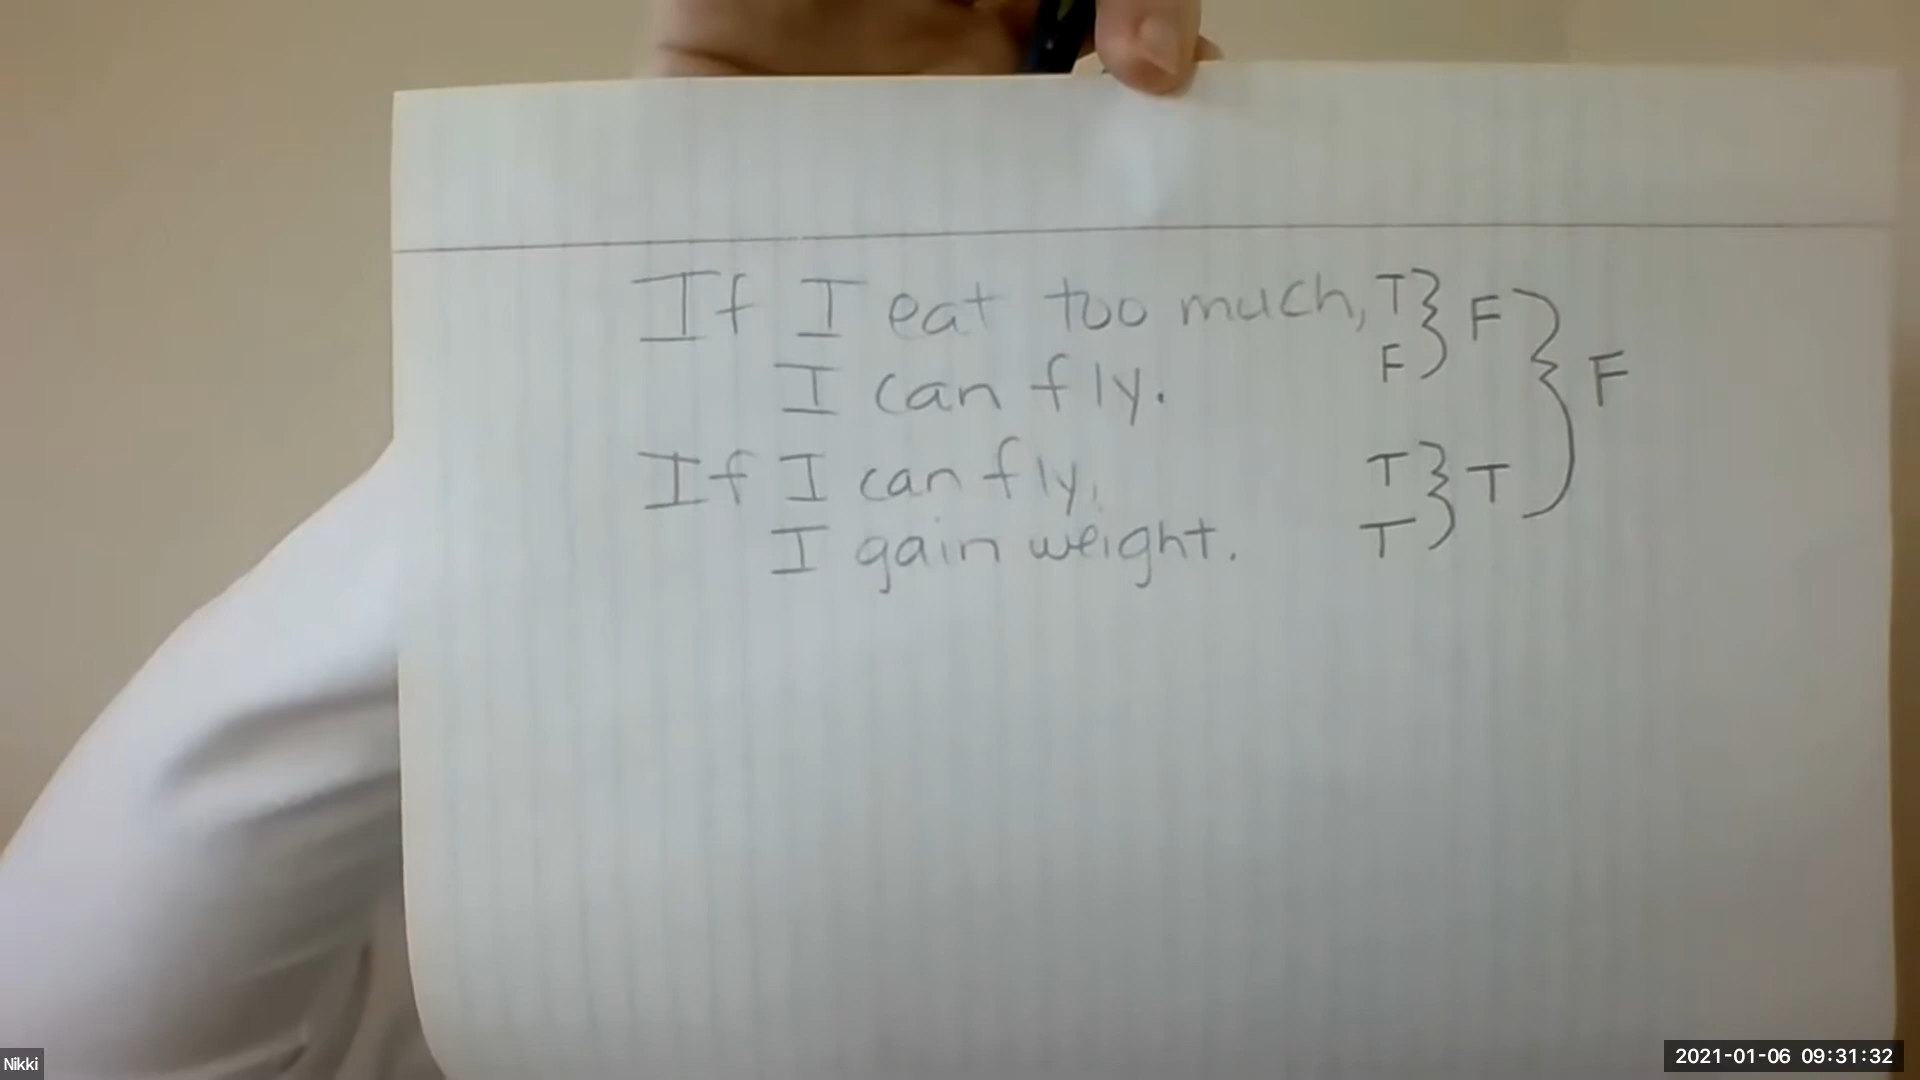 If I eat too much, T } F } F
I can fly. F
If I can fly, T } T
I gain weight. T
Nikki
2021-01-06 09:31:32